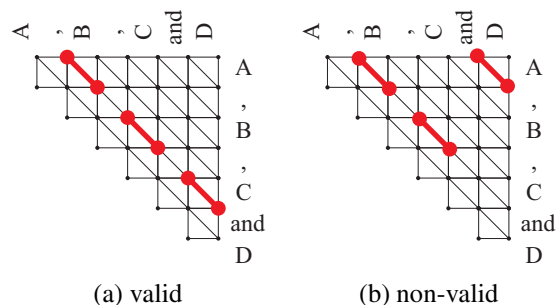 A , B , C and D
A , B , C and D
A
A
,
,
B
B
,
,
C
C
and
and
D
D
(a) valid
(b) non-valid